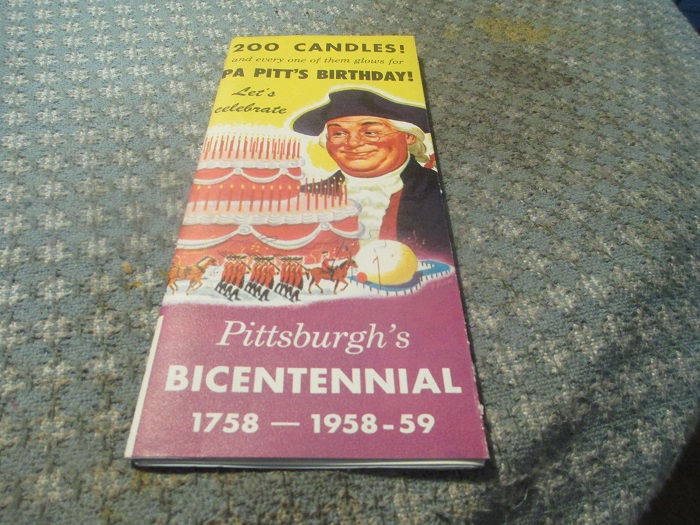 200 CANDLES!
and every one of them glows for
PA PITT'S BIRTHDAY!
Let's
celebrate
Pittsburgh's
BICENTENNIAL
1758 — 1958-59